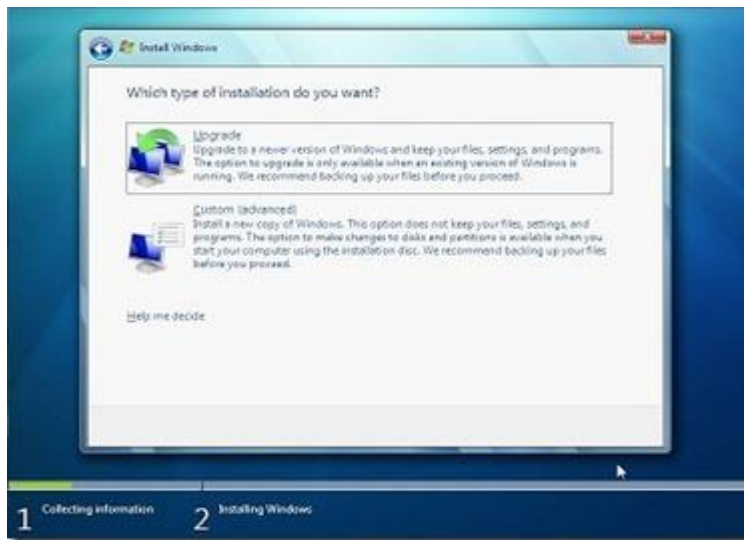 Install Windows
Which type of installation do you want?
Upgrade
Upgrade to a newer version of Windows and keep your files, settings, and programs.
The option to upgrade is only available when an existing version of Windows is
running. We recommend backing up your files before you proceed.
Custom (advanced)
Install a new copy of Windows. This option does not keep your files, settings, and
programs. The option to make changes to disks and partitions is available when you
start your computer using the installation disc. We recommend backing up your files
before you proceed.
Help me decide
1 Collecting information
2 Installing Windows